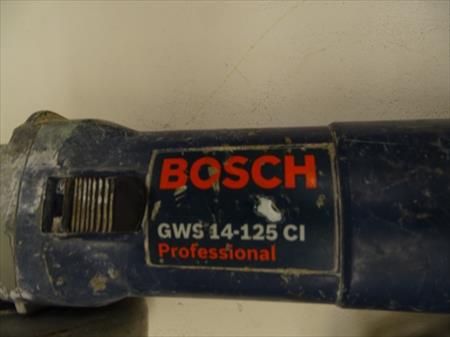 BOSCH
GWS 14-125 CI
Professional